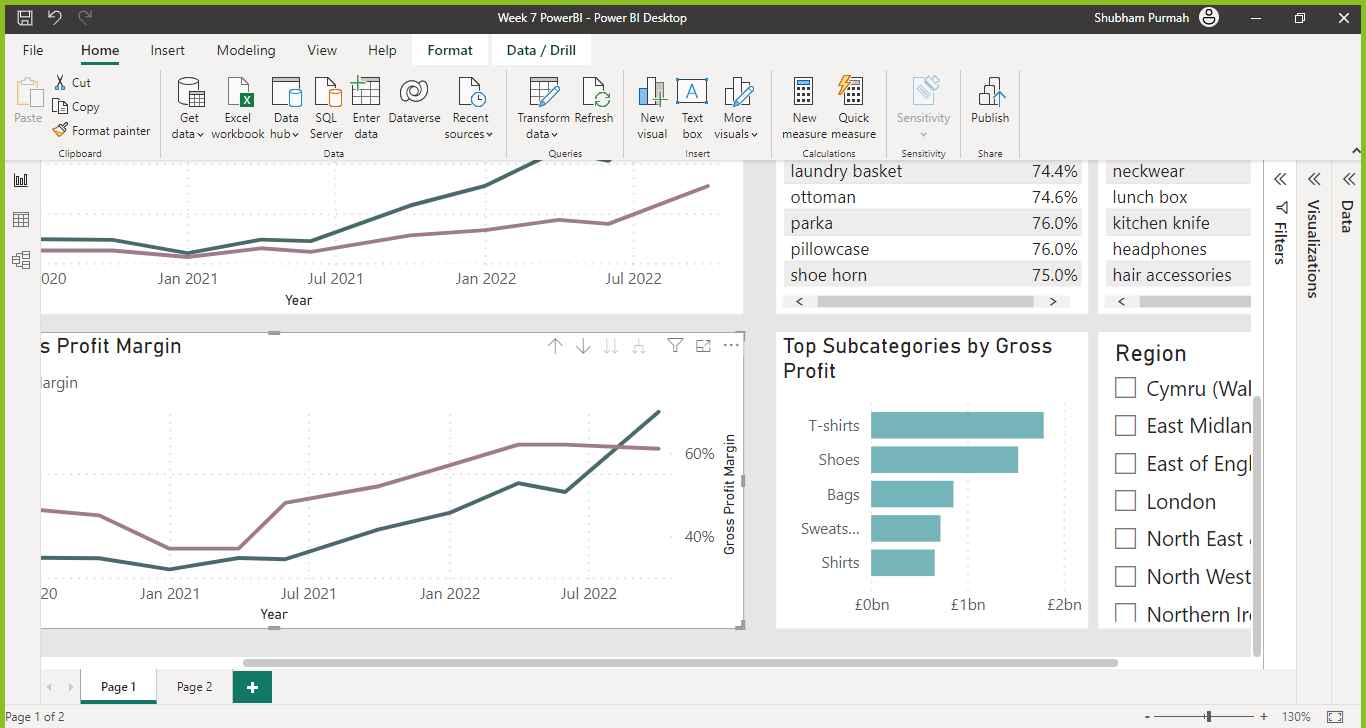 Week 7 PowerBI - Power BI Desktop
Shubham Purmah
File Home Insert Modeling View Help Format Data / Drill
Paste
Cut
Copy
Format painter
Clipboard
Get data
Excel workbook
Data hub
SQL Server
Enter data
Dataverse
Recent sources
Data
Transform data
Refresh
Queries
New visual
Text box
More visuals
Insert
New measure
Quick measure
Calculations
Sensitivity
Sensitivity
Publish
Share
020 Jan 2021 Jul 2021 Jan 2022 Jul 2022
Year
laundry basket 74.4%
ottoman 74.6%
parka 76.0%
pillowcase 76.0%
shoe horn 75.0%
neckwear
lunch box
kitchen knife
headphones
hair accessories
Filters
Visualizations
Data
s Profit Margin
largin
60%
40%
Gross Profit Margin
20 Jan 2021 Jul 2021 Jan 2022 Jul 2022
Year
Top Subcategories by Gross
Profit
T-shirts
Shoes
Bags
Sweats...
Shirts
£0bn £1bn £2bn
Region
Cymru (Wal
East Midlan
East of Engl
London
North East
North West
Northern Ire
Page 1
Page 2
+
Page 1 of 2
- + 130%